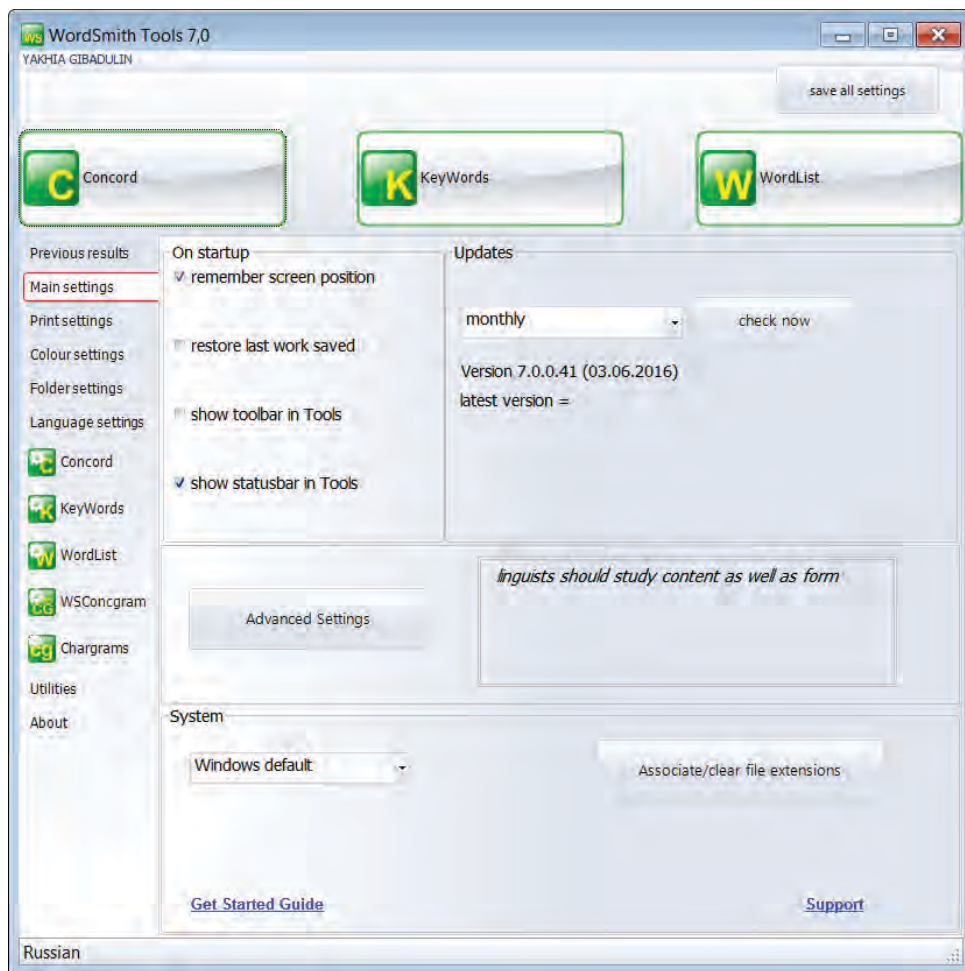 WS WordSmith Tools 7,0
YAKHIA GIBADULIN
save all settings
C Concord
K KeyWords
W WordList
Previous results
Main settings
Print settings
Colour settings
Folder settings
Language settings
C Concord
K KeyWords
W WordList
CG WSConcgram
cg Chargrams
Utilities
About
On startup
remember screen position
restore last work saved
show toolbar in Tools
show statusbar in Tools
Updates
monthly
check now
Version 7.0.0.41 (03.06.2016)
latest version =
Advanced Settings
linguists should study content as well as form
System
Windows default
Associate/clear file extensions
Get Started Guide
Support
Russian